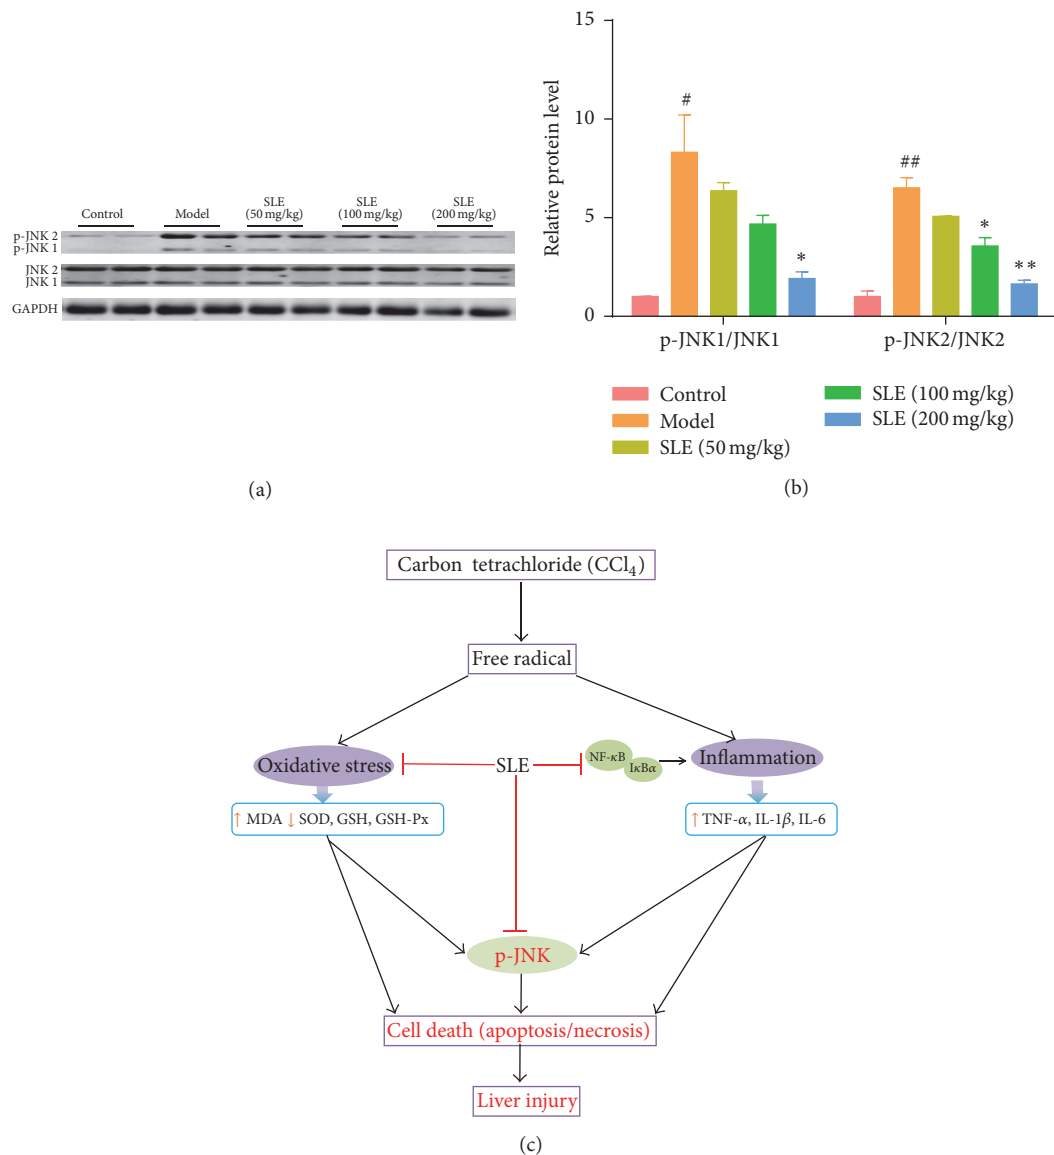 Control
Model
SLE
(50 mg/kg)
SLE
(100 mg/kg)
SLE
(200 mg/kg)
p-JNK 2
p-JNK 1
JNK 2
JNK 1
GAPDH
(a)
Relative protein level
15
10
5
0
#
*
##
*
**
p-JNK1/JNK1
p-JNK2/JNK2
Control
Model
SLE (50 mg/kg)
SLE (100 mg/kg)
SLE (200 mg/kg)
(b)
Carbon tetrachloride (CCl₄)
Free radical
Oxidative stress
SLE
NF-κB
IκBα
Inflammation
↑ MDA ↓ SOD, GSH, GSH-Px
↑ TNF-α, IL-1β, IL-6
p-JNK
Cell death (apoptosis/necrosis)
Liver injury
(c)